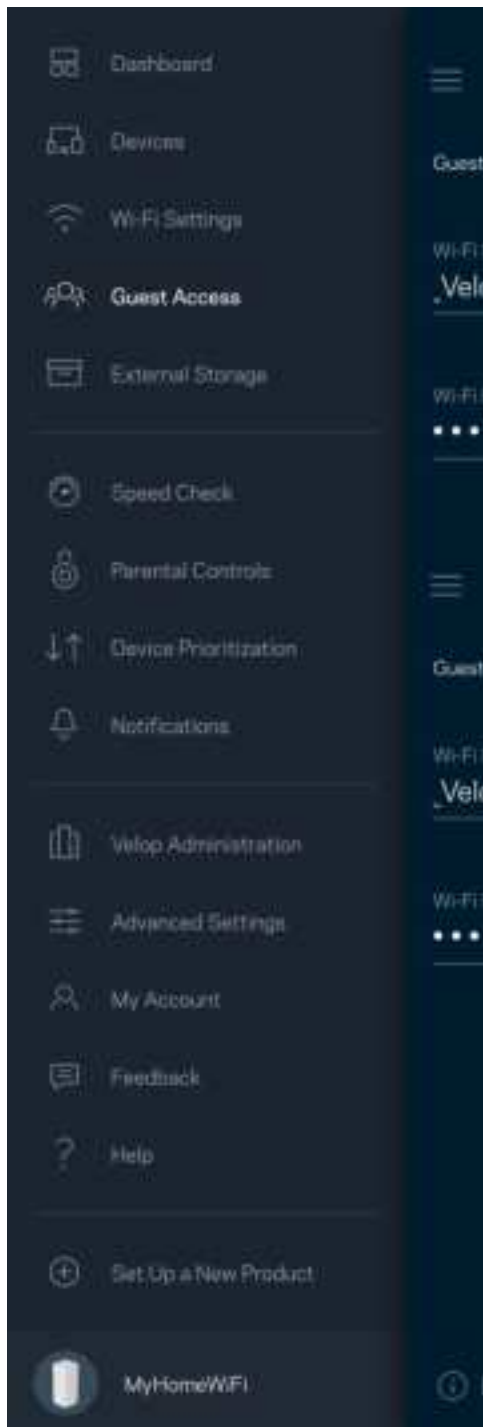 Dashboard
Devices
Wi-Fi Settings
Guest Access
External Storage
Speed Check
Parental Controls
Device Prioritization
Notifications
Velop Administration
Advanced Settings
My Account
Feedback
Help
Set Up a New Product
MyHomeWiFi
Guest
Wi-Fi
_Velo
Wi-Fi
Guest
Wi-Fi
_Velo
Wi-Fi